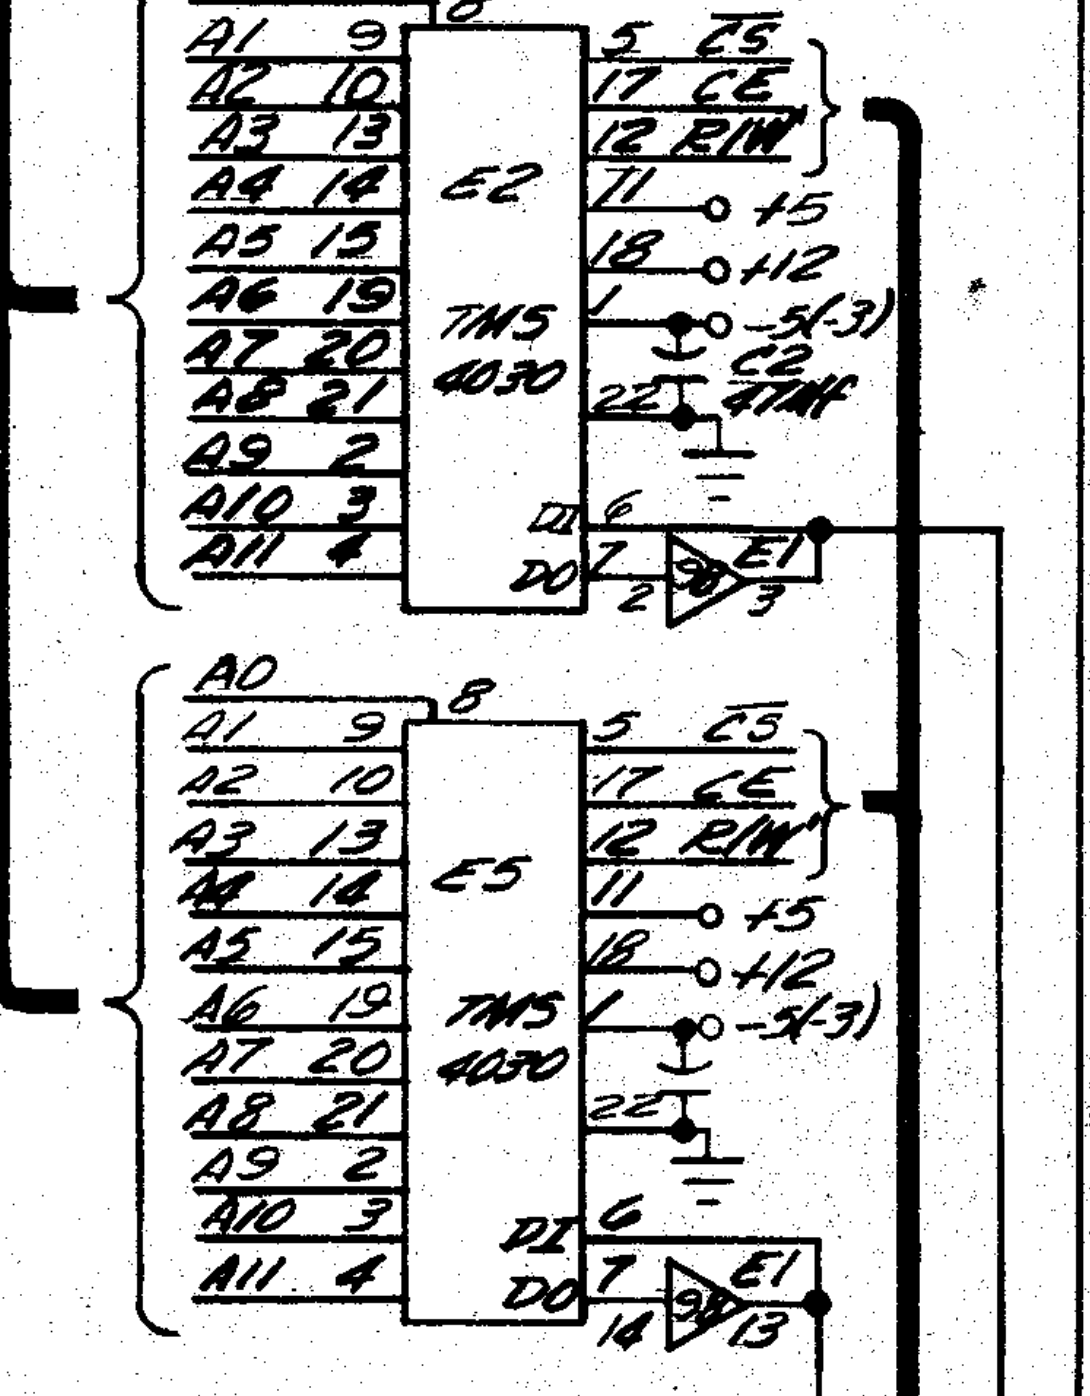 8
A1 9 5 CS
A2 10 17 CE
A3 13 12 R/W
A4 14 E2 11 +5
A5 15 18 +12
A6 19 TMS 1 -5(-3)
A7 20 4030 C2
A8 21 22 47Mf
A9 2
A10 3 DI 6
A11 4 DO 7 E1
2 98 3
A0 8
A1 9 5 CS
A2 10 17 CE
A3 13 12 R/W
A4 14 E5 11 +5
A5 15 18 +12
A6 19 TMS 1 -5(-3)
A7 20 4030
A8 21 22
A9 2
A10 3 DI 6
A11 4 DO 7 E1
14 98 13